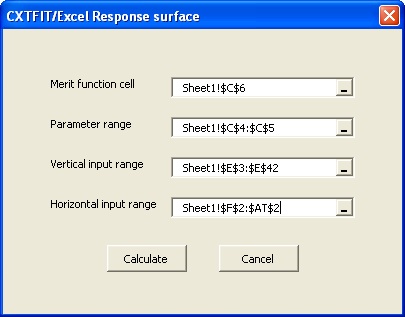 CXTFIT/Excel Response surface
Merit function cell Sheet1!$C$6
Parameter range Sheet1!$C$4:$C$5
Vertical input range Sheet1!$E$3:$E$42
Horizontal input range Sheet1!$F$2:$AT$2
Calculate Cancel